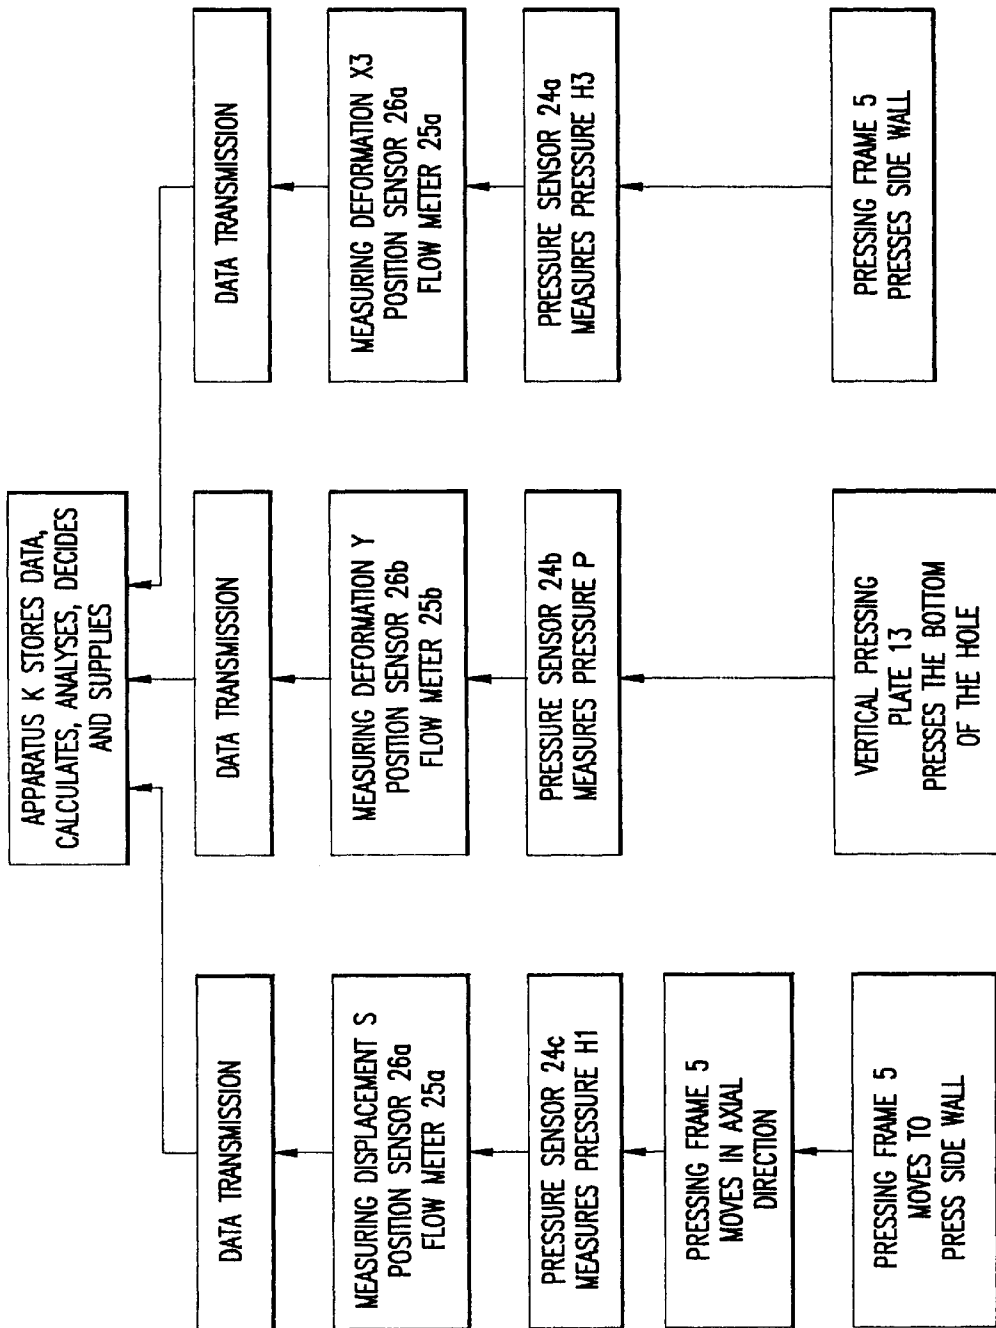 APPARATUS K STORES DATA,
CALCULATES, ANALYSES, DECIDES
AND SUPPLIES
DATA TRANSMISSION
MEASURING DISPLACEMENT S
POSITION SENSOR 26a
FLOW METER 25a
PRESSURE SENSOR 24c
MEASURES PRESSURE H1
PRESSING FRAME 5
MOVES IN AXIAL
DIRECTION
PRESSING FRAME 5
MOVES TO
PRESS SIDE WALL
DATA TRANSMISSION
MEASURING DEFORMATION Y
POSITION SENSOR 26b
FLOW METER 25b
PRESSURE SENSOR 24b
MEASURES PRESSURE P
VERTICAL PRESSING
PLATE 13
PRESSES THE BOTTOM
OF THE HOLE
DATA TRANSMISSION
MEASURING DEFORMATION X3
POSITION SENSOR 26a
FLOW METER 25a
PRESSURE SENSOR 24a
MEASURES PRESSURE H3
PRESSING FRAME 5
PRESSES SIDE WALL